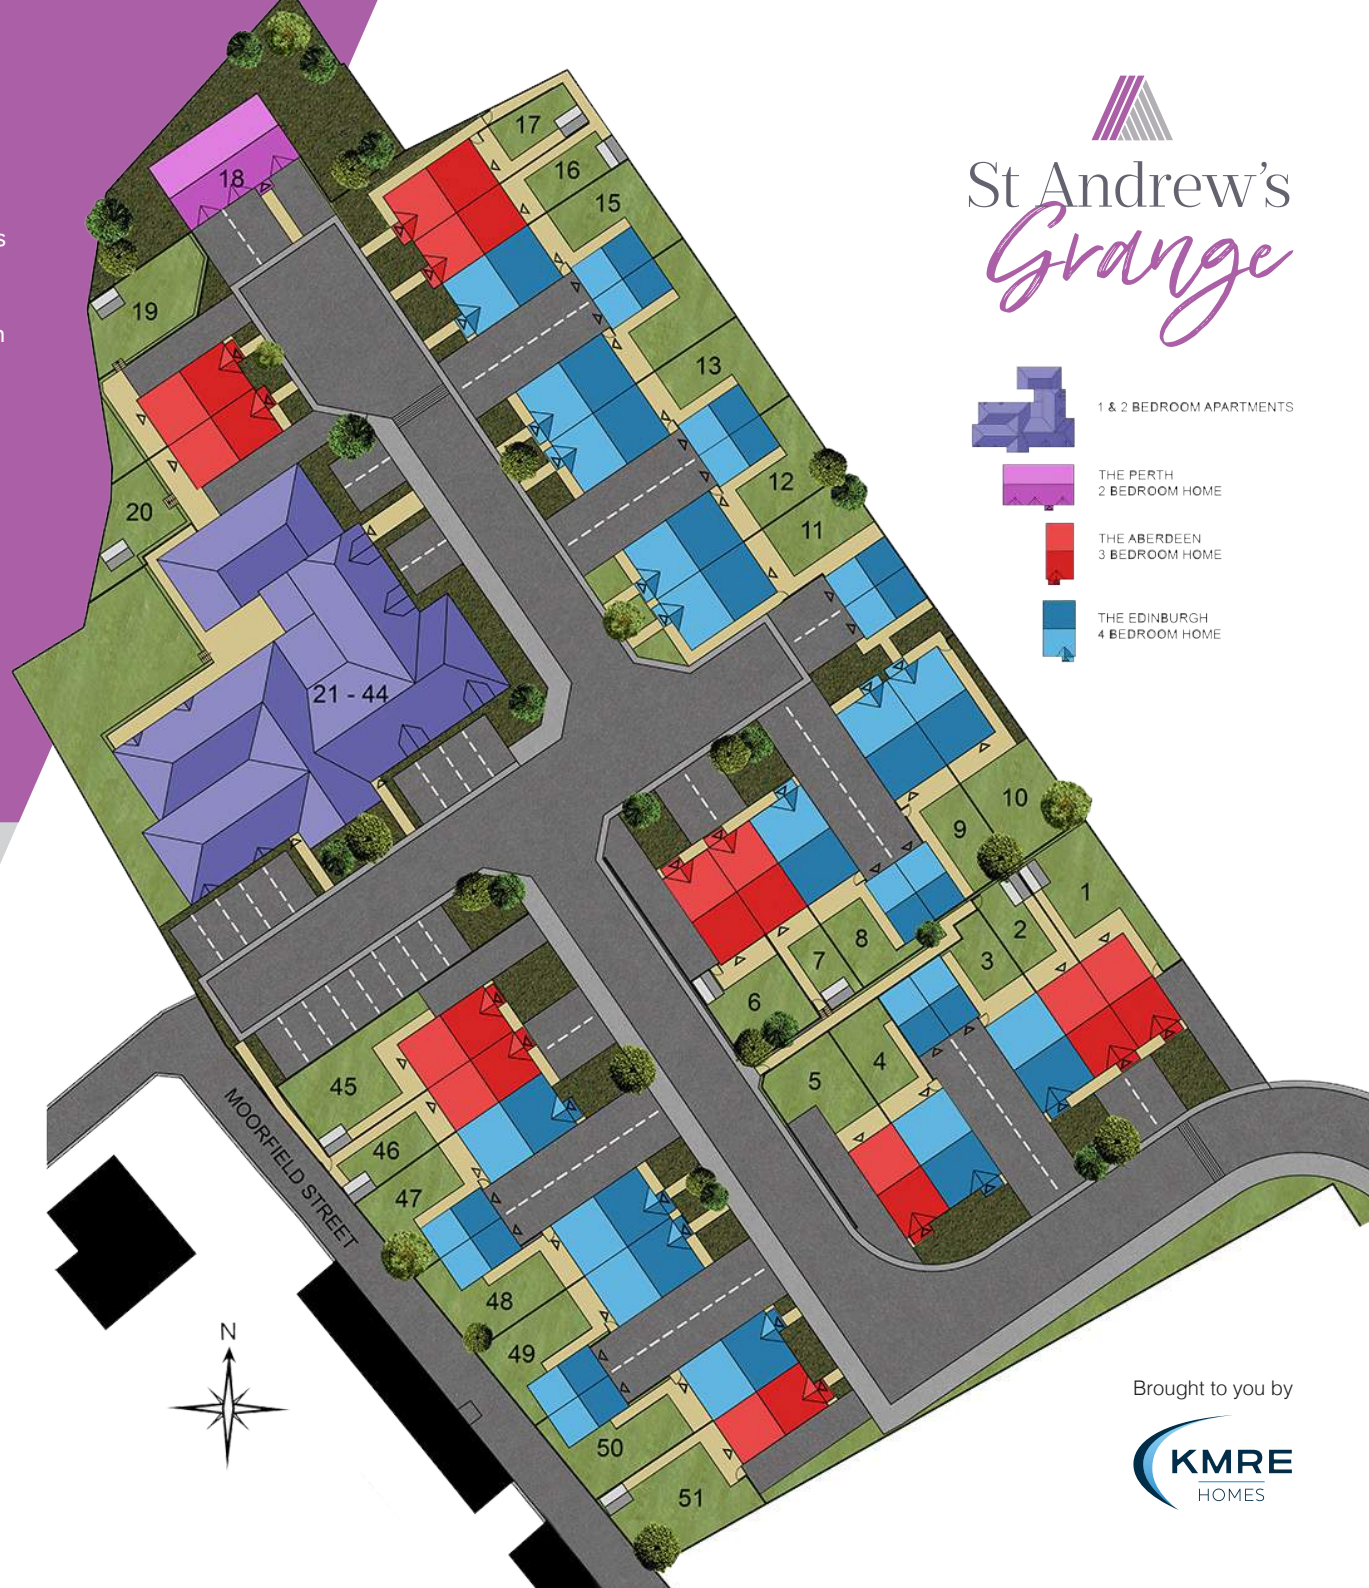 St Andrew's
Grange
1 & 2 BEDROOM APARTMENTS
THE PERTH
2 BEDROOM HOME
THE ABERDEEN
3 BEDROOM HOME
THE EDINBURGH
4 BEDROOM HOME
17
16
15
18
19
13
20
12
11
21 - 44
10
9
1
2
3
8
7
6
5
4
45
46
47
48
49
50
51
MOORFIELD STREET
N
s
n
Brought to you by
KMRE
HOMES